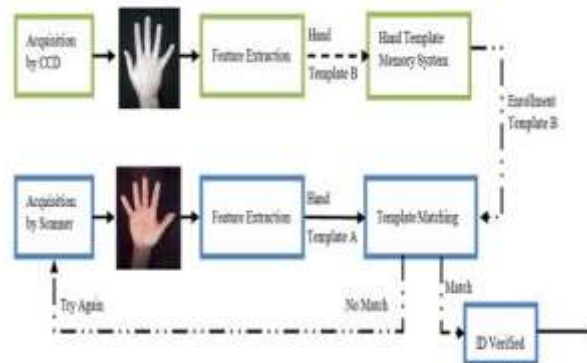 Acquisition
by CCD
Feature Extraction
Hand
Template B
Hand Template
Memory System
Enrollment
Template B
Acquisition
by Scanner
Feature Extraction
Hand
Template A
Template Matching
Try Again
No Match
Match
ID Verified